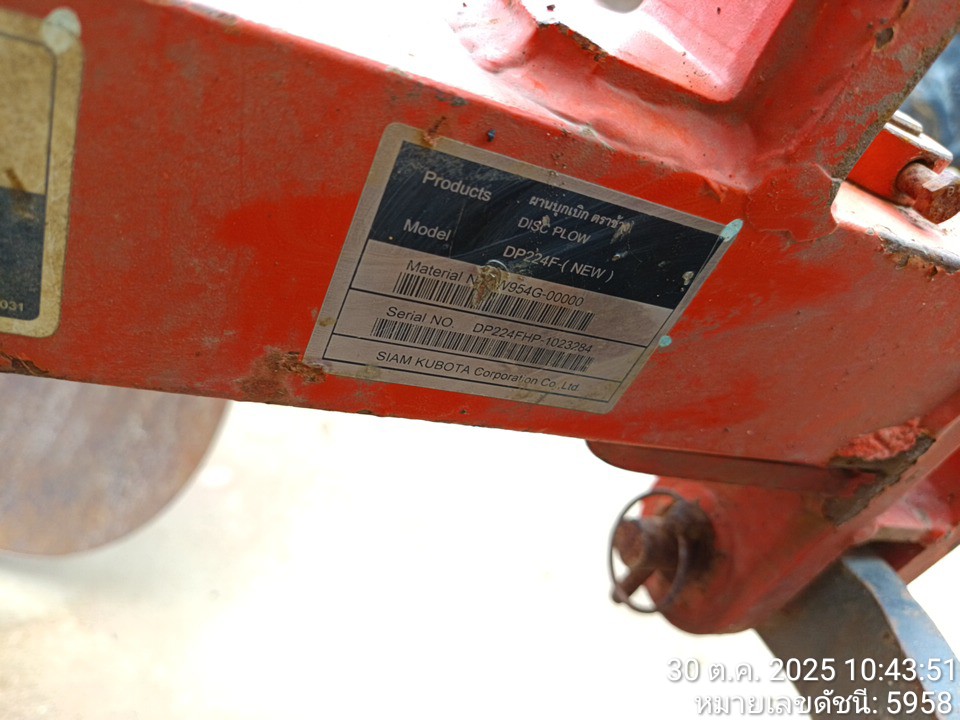 031
Products ผานบุกเบิก ตราช้าง
DISC PLOW
Model DP224F-( NEW )
Material W954G-00000
Serial NO. DP224FHP-1023284
SIAM KUBOTA Corporation Co.,Ltd
30 ต.ค. 2025 10:43:51
หมายเลขดัชนี: 5958